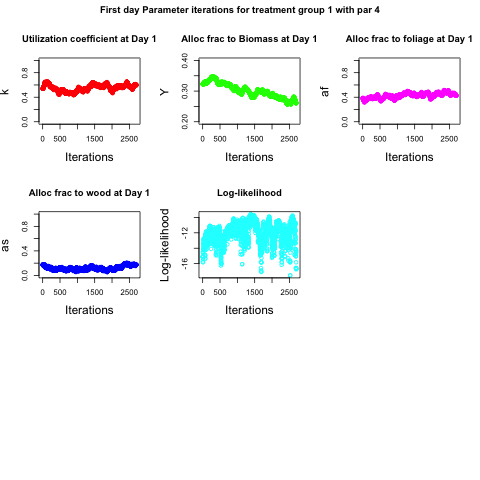 First day Parameter iterations for treatment group 1 with par 4
Utilization coefficient at Day 1
Alloc frac to Biomass at Day 1
Alloc frac to foliage at Day 1
k
0.0 0.4 0.8
0 500 1500 2500
Iterations
Y
0.20 0.30 0.40
0 500 1500 2500
Iterations
af
0.0 0.4 0.8
0 500 1500 2500
Iterations
Alloc frac to wood at Day 1
Log-likelihood
as
0.0 0.4 0.8
0 500 1500 2500
Iterations
Log-likelihood
-16 -12
0 500 1500 2500
Iterations